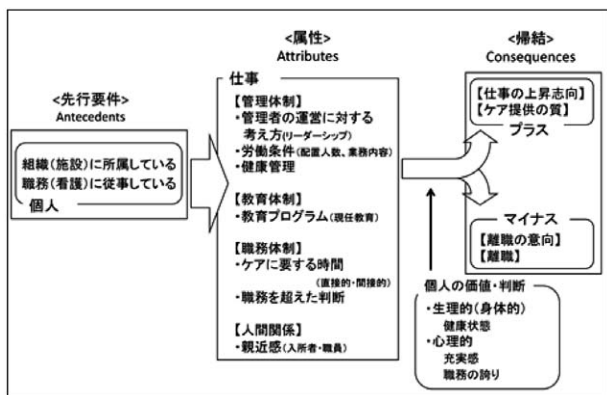 <先行要件>
Antecedents
組織(施設)に所属している
職務(看護)に従事している
個人
<属性>
Attributes
仕事
【管理体制】
・管理者の運営に対する
考え方(リーダーシップ)
・労働条件(配置人数、業務内容)
・健康管理
【教育体制】
・教育プログラム(現任教育)
【職務体制】
・ケアに要する時間
(直接的・間接的)
・職務を超えた判断
【人間関係】
・親近感(入所者・職員)
<帰結>
Consequences
【仕事の上昇志向】
【ケア提供の質】
プラス
マイナス
【離職の意向】
【離職】
個人の価値・判断
・生理的(身体的)
健康状態
・心理的
充実感
職務の誇り